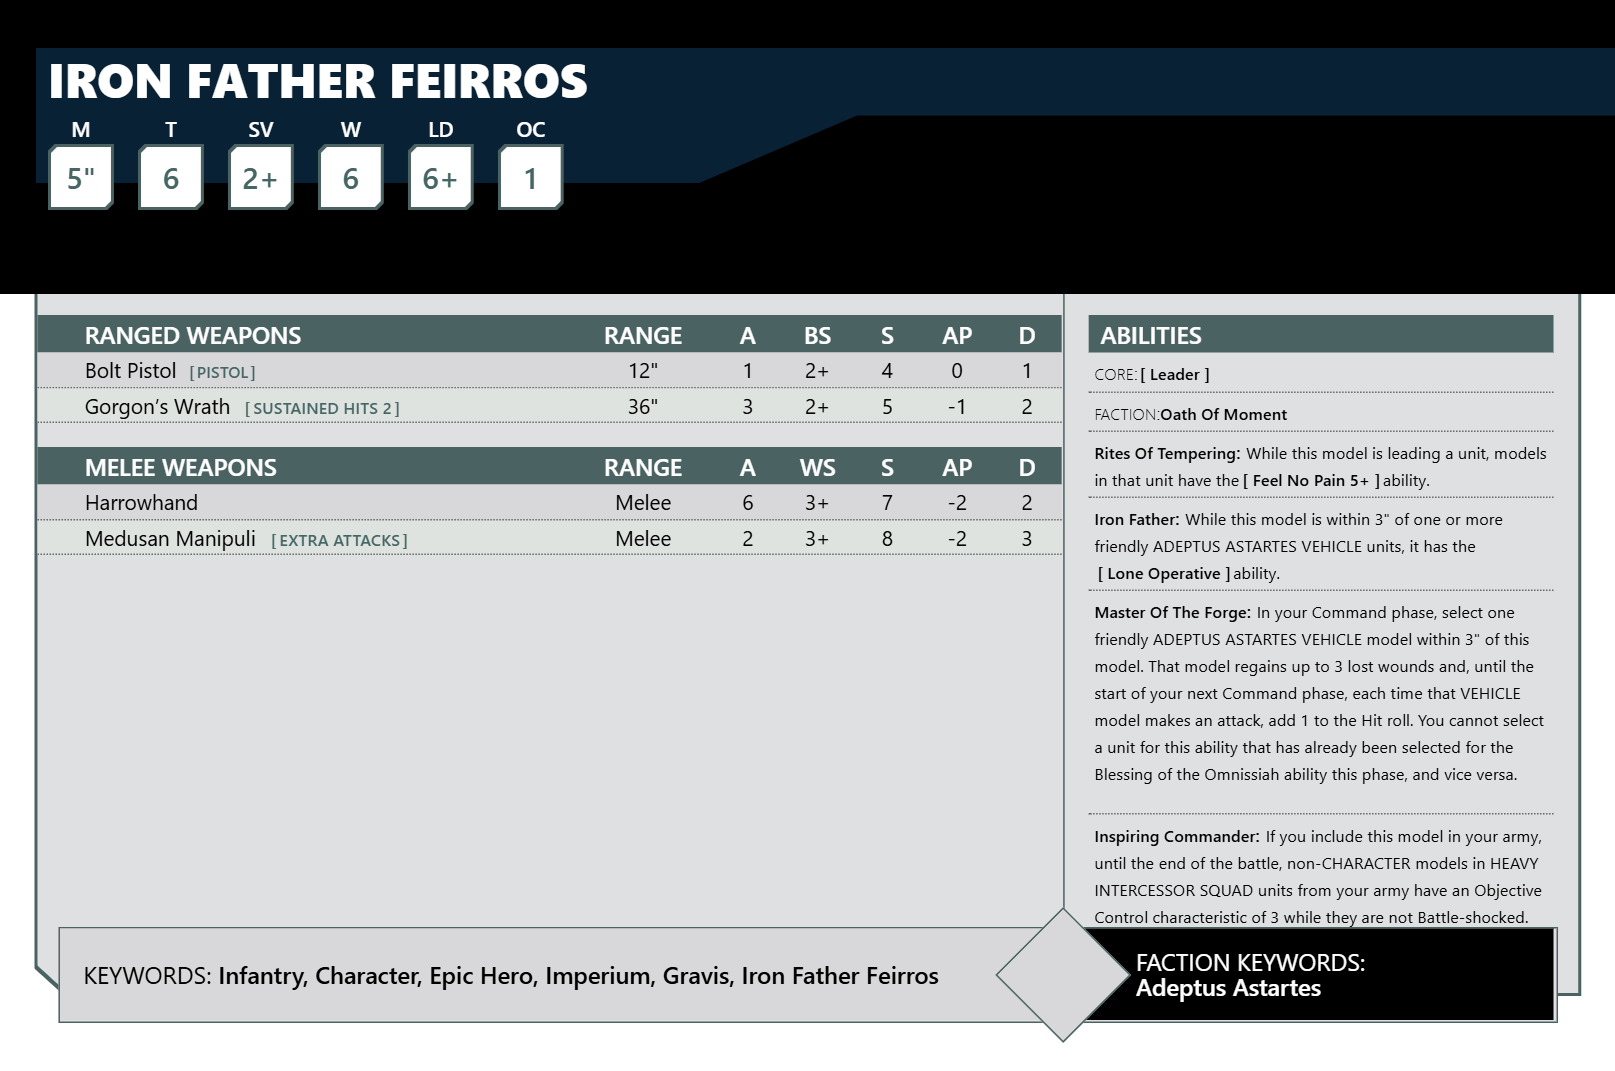 IRON FATHER FEIRROS
M T SV W LD OC
5" 6 2+ 6 6+ 1
RANGED WEAPONS RANGE A BS S AP D
Bolt Pistol [PISTOL] 12" 1 2+ 4 0 1
Gorgon’s Wrath [SUSTAINED HITS 2] 36" 3 2+ 5 -1 2
MELEE WEAPONS RANGE A WS S AP D
Harrowhand Melee 6 3+ 7 -2 2
Medusan Manipuli [EXTRA ATTACKS] Melee 2 3+ 8 -2 3
ABILITIES
CORE:[ Leader ]
FACTION:Oath Of Moment
Rites Of Tempering: While this model is leading a unit, models
in that unit have the [ Feel No Pain 5+ ] ability.
Iron Father: While this model is within 3" of one or more
friendly ADEPTUS ASTARTES VEHICLE units, it has the
[ Lone Operative ] ability.
Master Of The Forge: In your Command phase, select one
friendly ADEPTUS ASTARTES VEHICLE model within 3" of this
model. That model regains up to 3 lost wounds and, until the
start of your next Command phase, each time that VEHICLE
model makes an attack, add 1 to the Hit roll. You cannot select
a unit for this ability that has already been selected for the
Blessing of the Omnissiah ability this phase, and vice versa.
Inspiring Commander: If you include this model in your army,
until the end of the battle, non-CHARACTER models in HEAVY
INTERCESSOR SQUAD units from your army have an Objective
Control characteristic of 3 while they are not Battle-shocked.
KEYWORDS: Infantry, Character, Epic Hero, Imperium, Gravis, Iron Father Feirros
FACTION KEYWORDS:
Adeptus Astartes